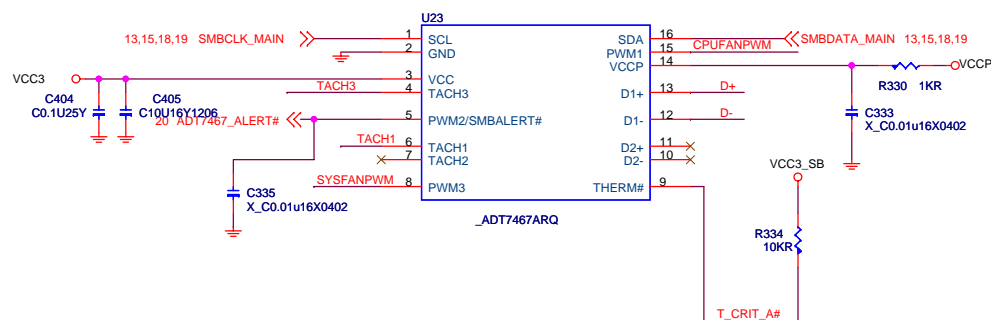 U23
13,15,18,19 SMBCLK_MAIN
1 SCL
SDA 16
SMBDATA_MAIN 13,15,18,19
2 GND
PWM1 15
CPUFANPWM
VCCP 14
VCCP
R330 1KR
VCC3
3 VCC
TACH3
4 TACH3
D1+ 13
D+
C404
C0.1U25Y
C405
C10U16Y1206
20 ADT7467_ALERT#
5 PWM2/SMBALERT#
D1- 12
D-
C333
X_C0.01u16X0402
TACH1
6 TACH1
D2+ 11
7 TACH2
D2- 10
VCC3_SB
SYSFANPWM
8 PWM3
THERM# 9
C335
X_C0.01u16X0402
_ADT7467ARQ
R334
10KR
T_CRIT_A#